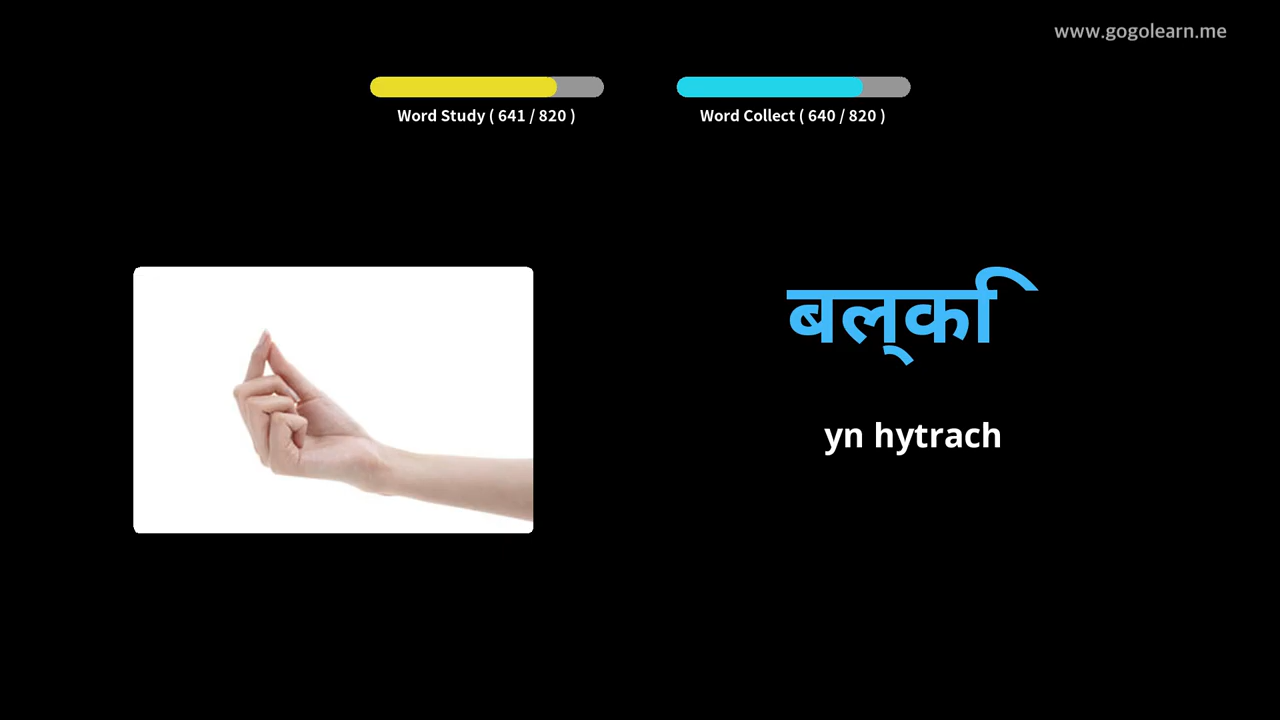 www.gogolearn.me
Word Study ( 641 / 820 )
Word Collect ( 640 / 820 )
बल्कि
yn hytrach